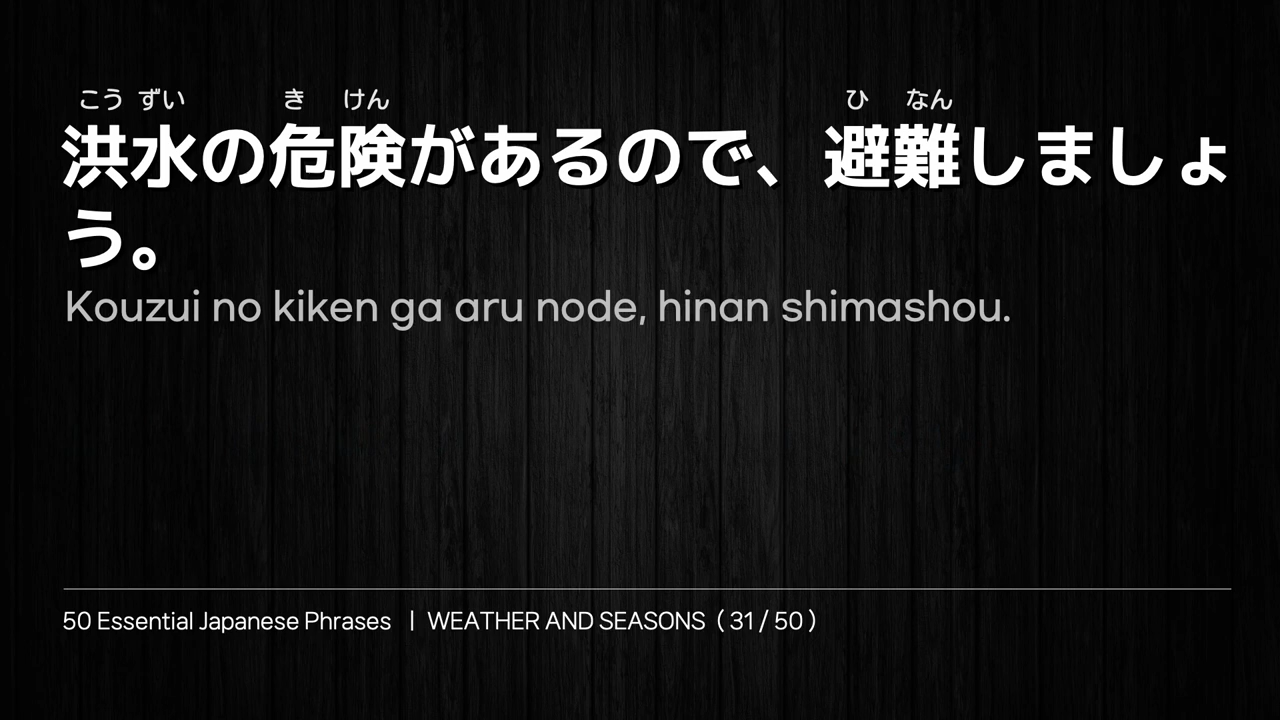 こう ずい き けん ひ なん
洪水の危険があるので、避難しましょ
う。
Kouzui no kiken ga aru node, hinan shimashou.
50 Essential Japanese Phrases | WEATHER AND SEASONS ( 31 / 50 )